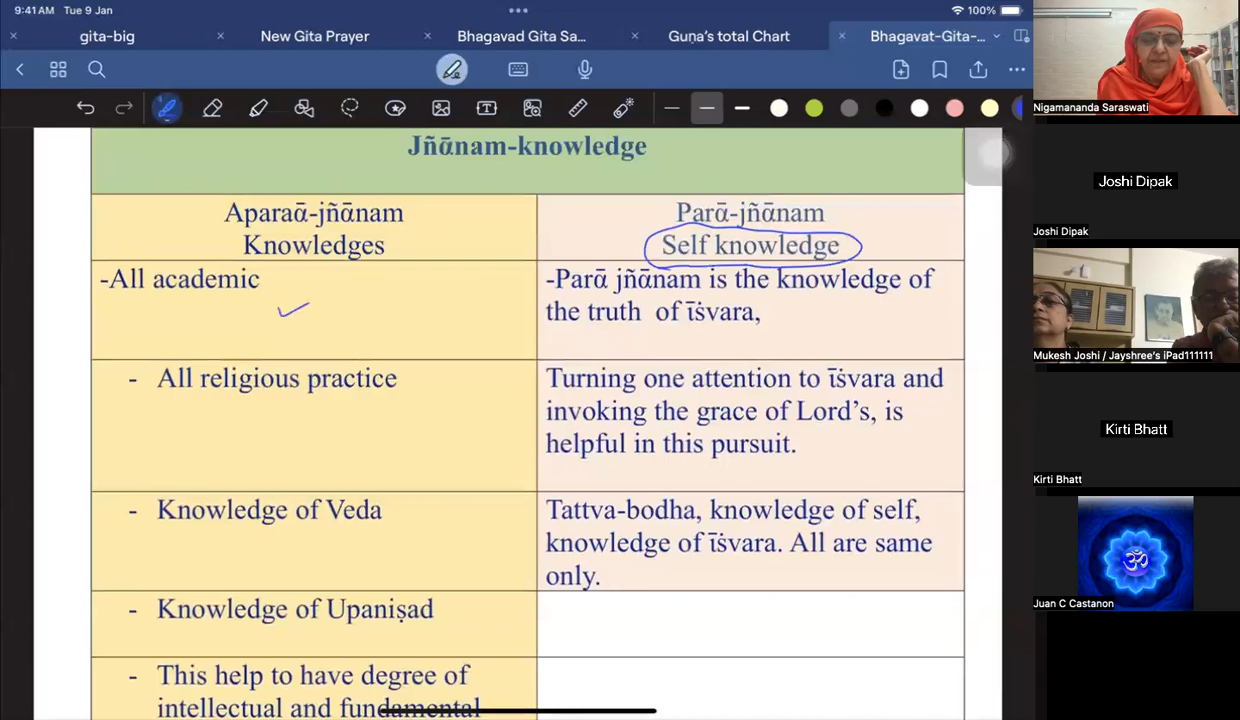 9:41 AM Tue 9 Jan
100%
gita-big
New Gita Prayer
Bhagavad Gita Sa...
Guṇa's total Chart
Bhagavat-Gita-...
Jñānam-knowledge
Aparaā-jñānam
Knowledges
Parā-jñānam
Self knowledge
-All academic
-Parā jñānam is the knowledge of
the truth of īṡvara,
- All religious practice
Turning one attention to īṡvara and
invoking the grace of Lord's, is
helpful in this pursuit.
- Knowledge of Veda
Tattva-bodha, knowledge of self,
knowledge of īṡvara. All are same
only.
- Knowledge of Upaniṣad
- This help to have degree of
intellectual and fundamental
Nigamananda Saraswati
Joshi Dipak
Joshi Dipak
Mukesh Joshi / Jayshree's iPad111111
Kirti Bhatt
Kirti Bhatt
ॐ
Juan C Castanon